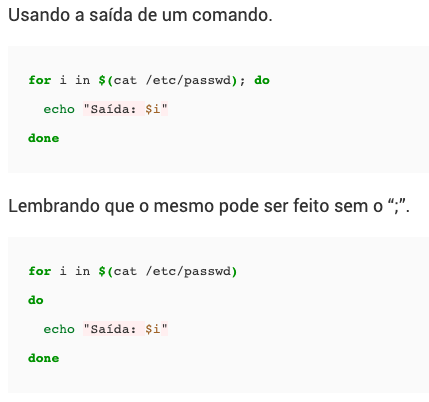 Usando a saída de um comando.
for i in $(cat /etc/passwd); do
  echo "Saída: $i"
done
Lembrando que o mesmo pode ser feito sem o “;”.
for i in $(cat /etc/passwd)
do
  echo "Saída: $i"
done